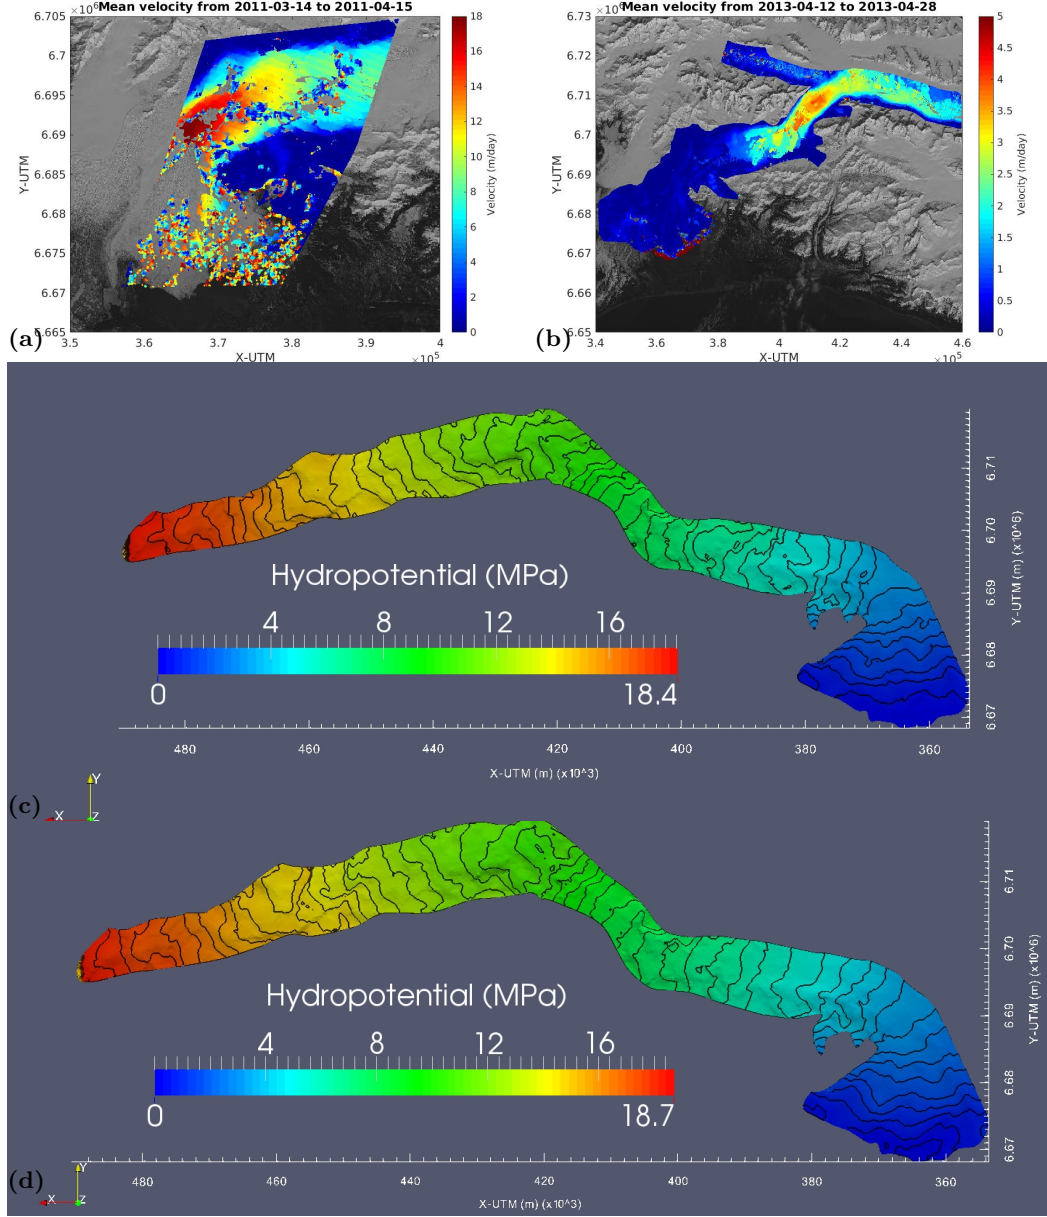 Mean velocity from 2011-03-14 to 2011-04-15
×10⁶
6.705
6.7
6.695
6.69
6.685
6.68
6.675
6.67
6.665
Y-UTM
3.5
3.6
3.7
3.8
3.9
4
×10⁵
X-UTM
18
16
14
12
10
8
6
4
2
0
Velocity (m/day)
(a)
Mean velocity from 2013-04-12 to 2013-04-28
×10⁶
6.73
6.72
6.71
6.7
6.69
6.68
6.67
6.66
6.65
Y-UTM
3.4
3.6
3.8
4
4.2
4.4
4.6
×10⁵
X-UTM
5
4.5
4
3.5
3
2.5
2
1.5
1
0.5
0
Velocity (m/day)
(b)
Hydropotential (MPa)
4 8 12 16
0 18.4
6.71
6.70
6.69
6.68
6.67
Y-UTM (m) (x10^6)
480 460 440 420 400 380 360
X-UTM (m) (x10^3)
Y
X
Z
(c)
Hydropotential (MPa)
4 8 12 16
0 18.7
6.71
6.70
6.69
6.68
6.67
Y-UTM (m) (x10^6)
480 460 440 420 400 380 360
X-UTM (m) (x10^3)
Y
X
Z
(d)